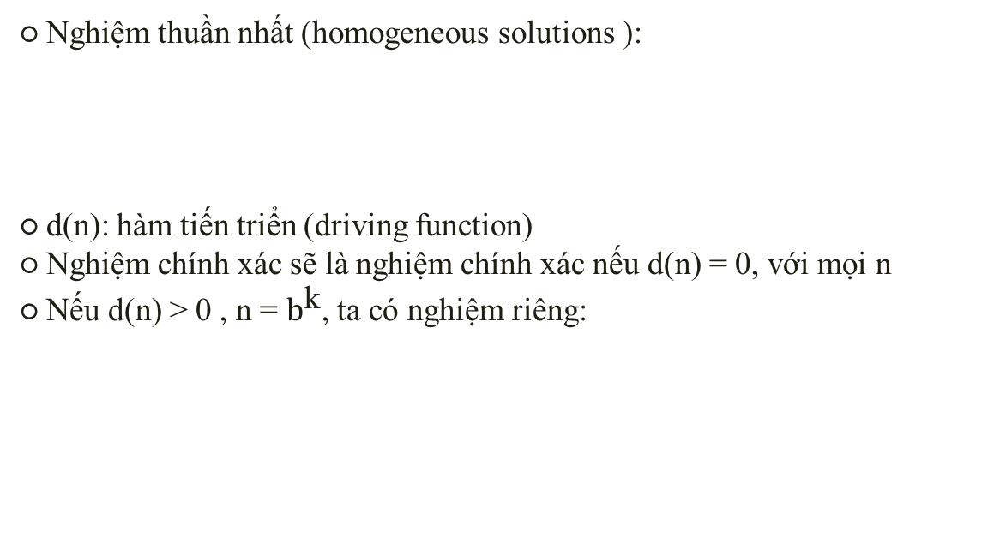 ○ Nghiệm thuần nhất (homogeneous solutions ):
○ d(n): hàm tiến triển (driving function)
○ Nghiệm chính xác sẽ là nghiệm chính xác nếu d(n) = 0, với mọi n
○ Nếu d(n) > 0 , n = b^k, ta có nghiệm riêng: